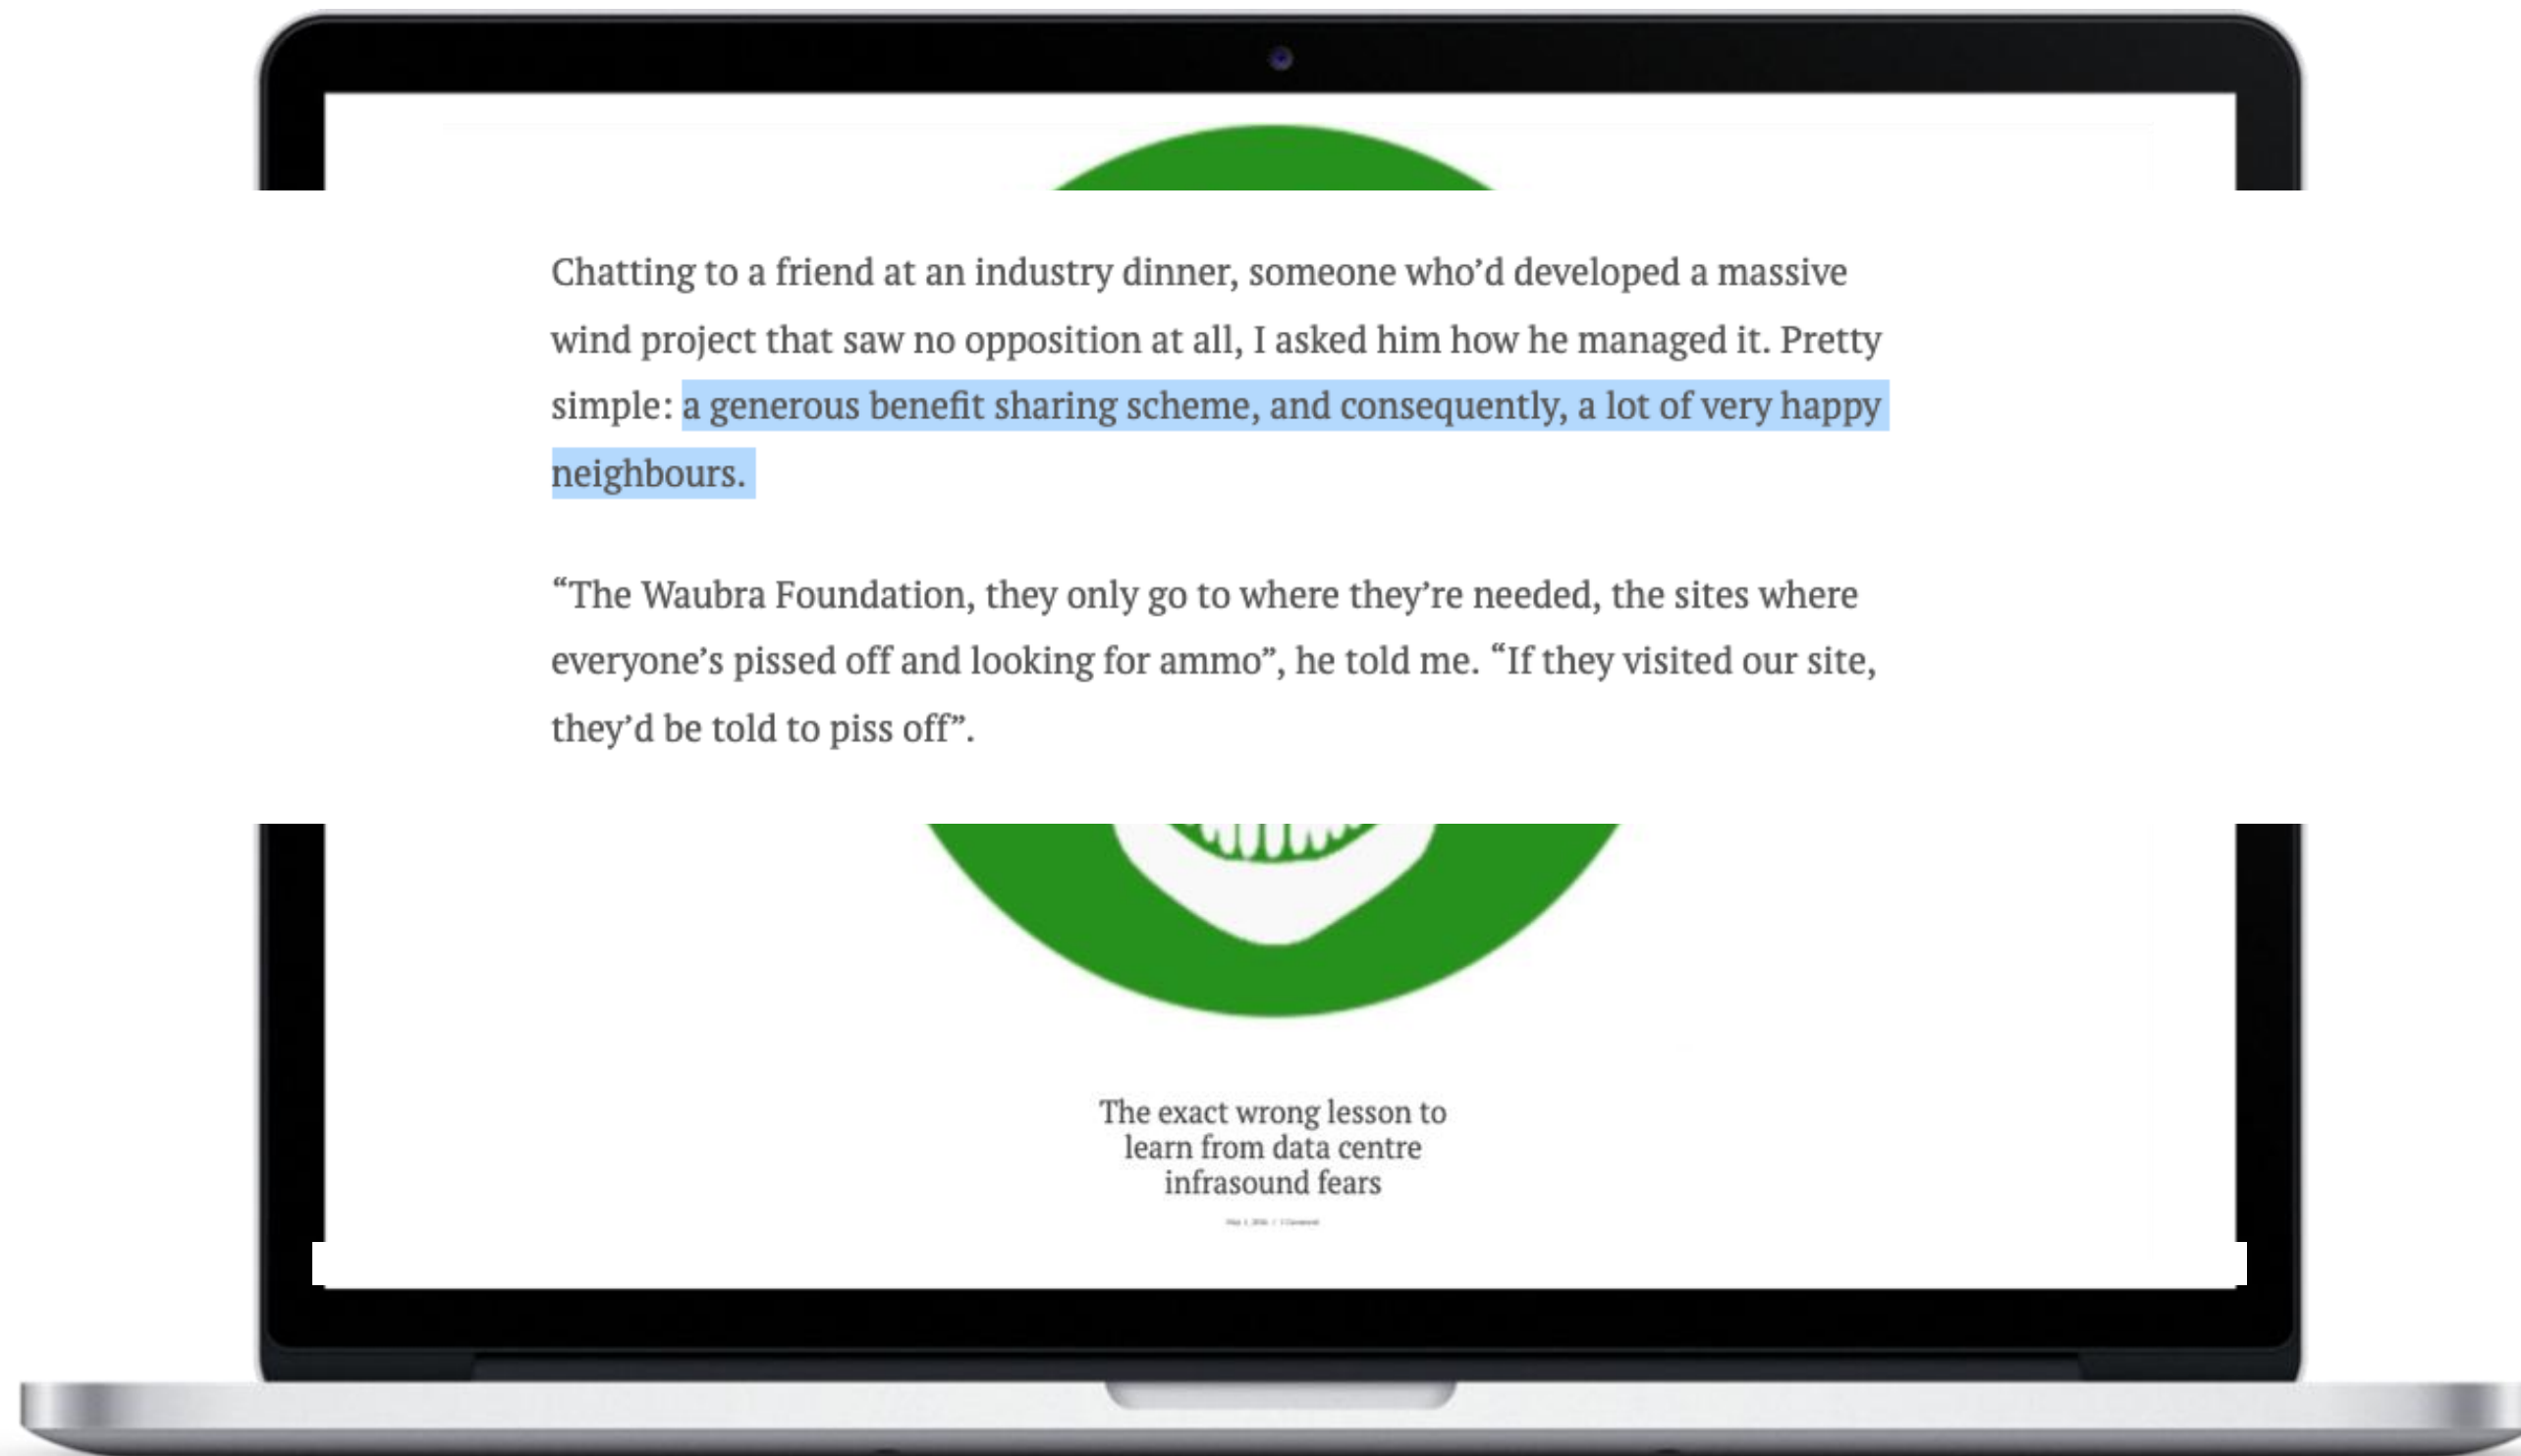 Chatting to a friend at an industry dinner, someone who’d developed a massive
wind project that saw no opposition at all, I asked him how he managed it. Pretty
simple: a generous benefit sharing scheme, and consequently, a lot of very happy
neighbours.
“The Waubra Foundation, they only go to where they’re needed, the sites where
everyone’s pissed off and looking for ammo”, he told me. “If they visited our site,
they’d be told to piss off”.
The exact wrong lesson to
learn from data centre
infrasound fears